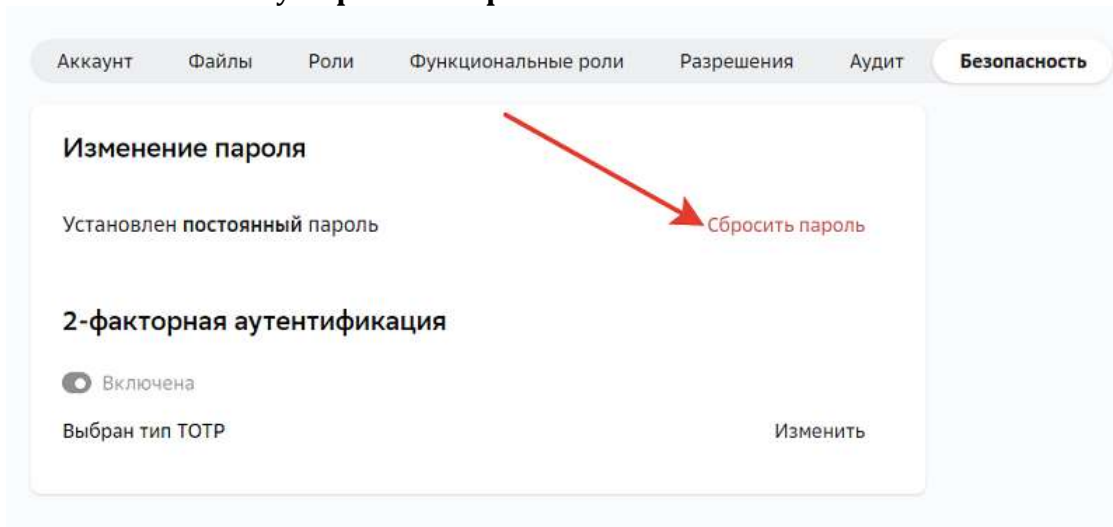 Аккаунт Файлы Роли Функциональные роли Разрешения Аудит Безопасность
Изменение пароля
Установлен постоянный пароль Сбросить пароль
2-факторная аутентификация
Включена
Выбран тип TOTP Изменить